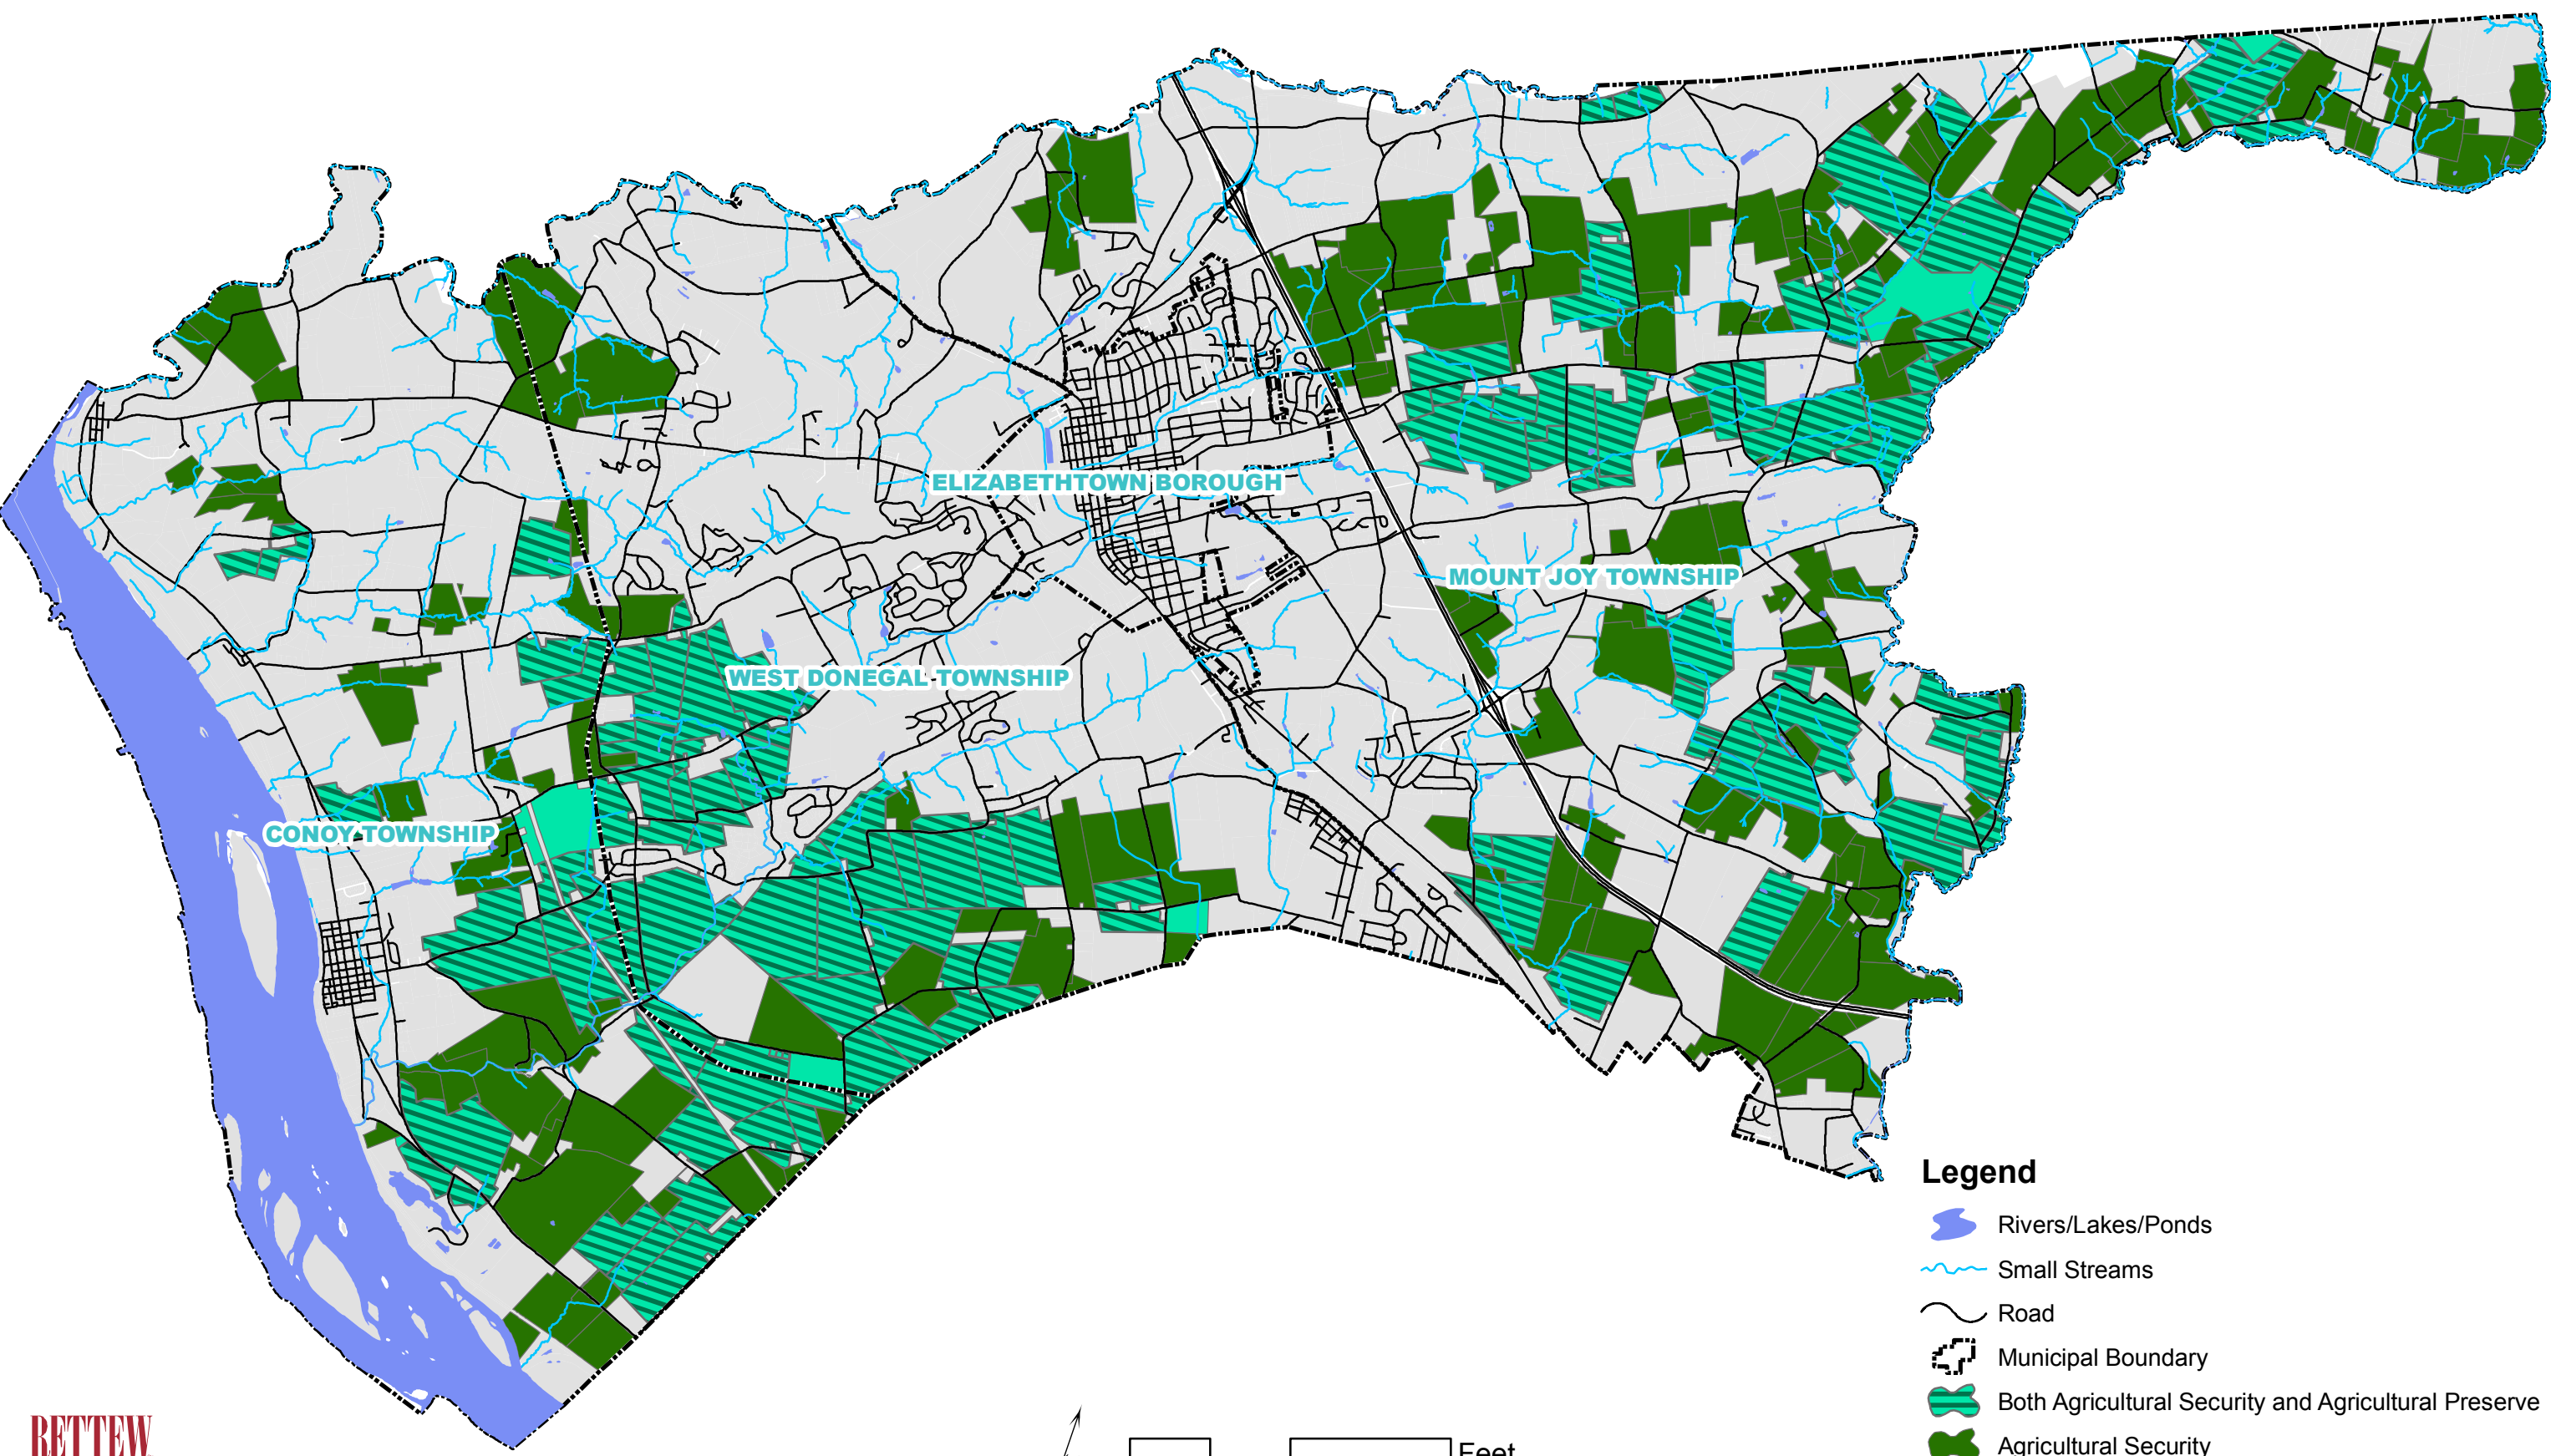 ELIZABETHTOWN BOROUGH
MOUNT JOY TOWNSHIP
WEST DONEGAL TOWNSHIP
CONOY TOWNSHIP
Legend
Rivers/Lakes/Ponds
Small Streams
Road
Municipal Boundary
Both Agricultural Security and Agricultural Preserve
Agricultural Security
BETTEW
Feet